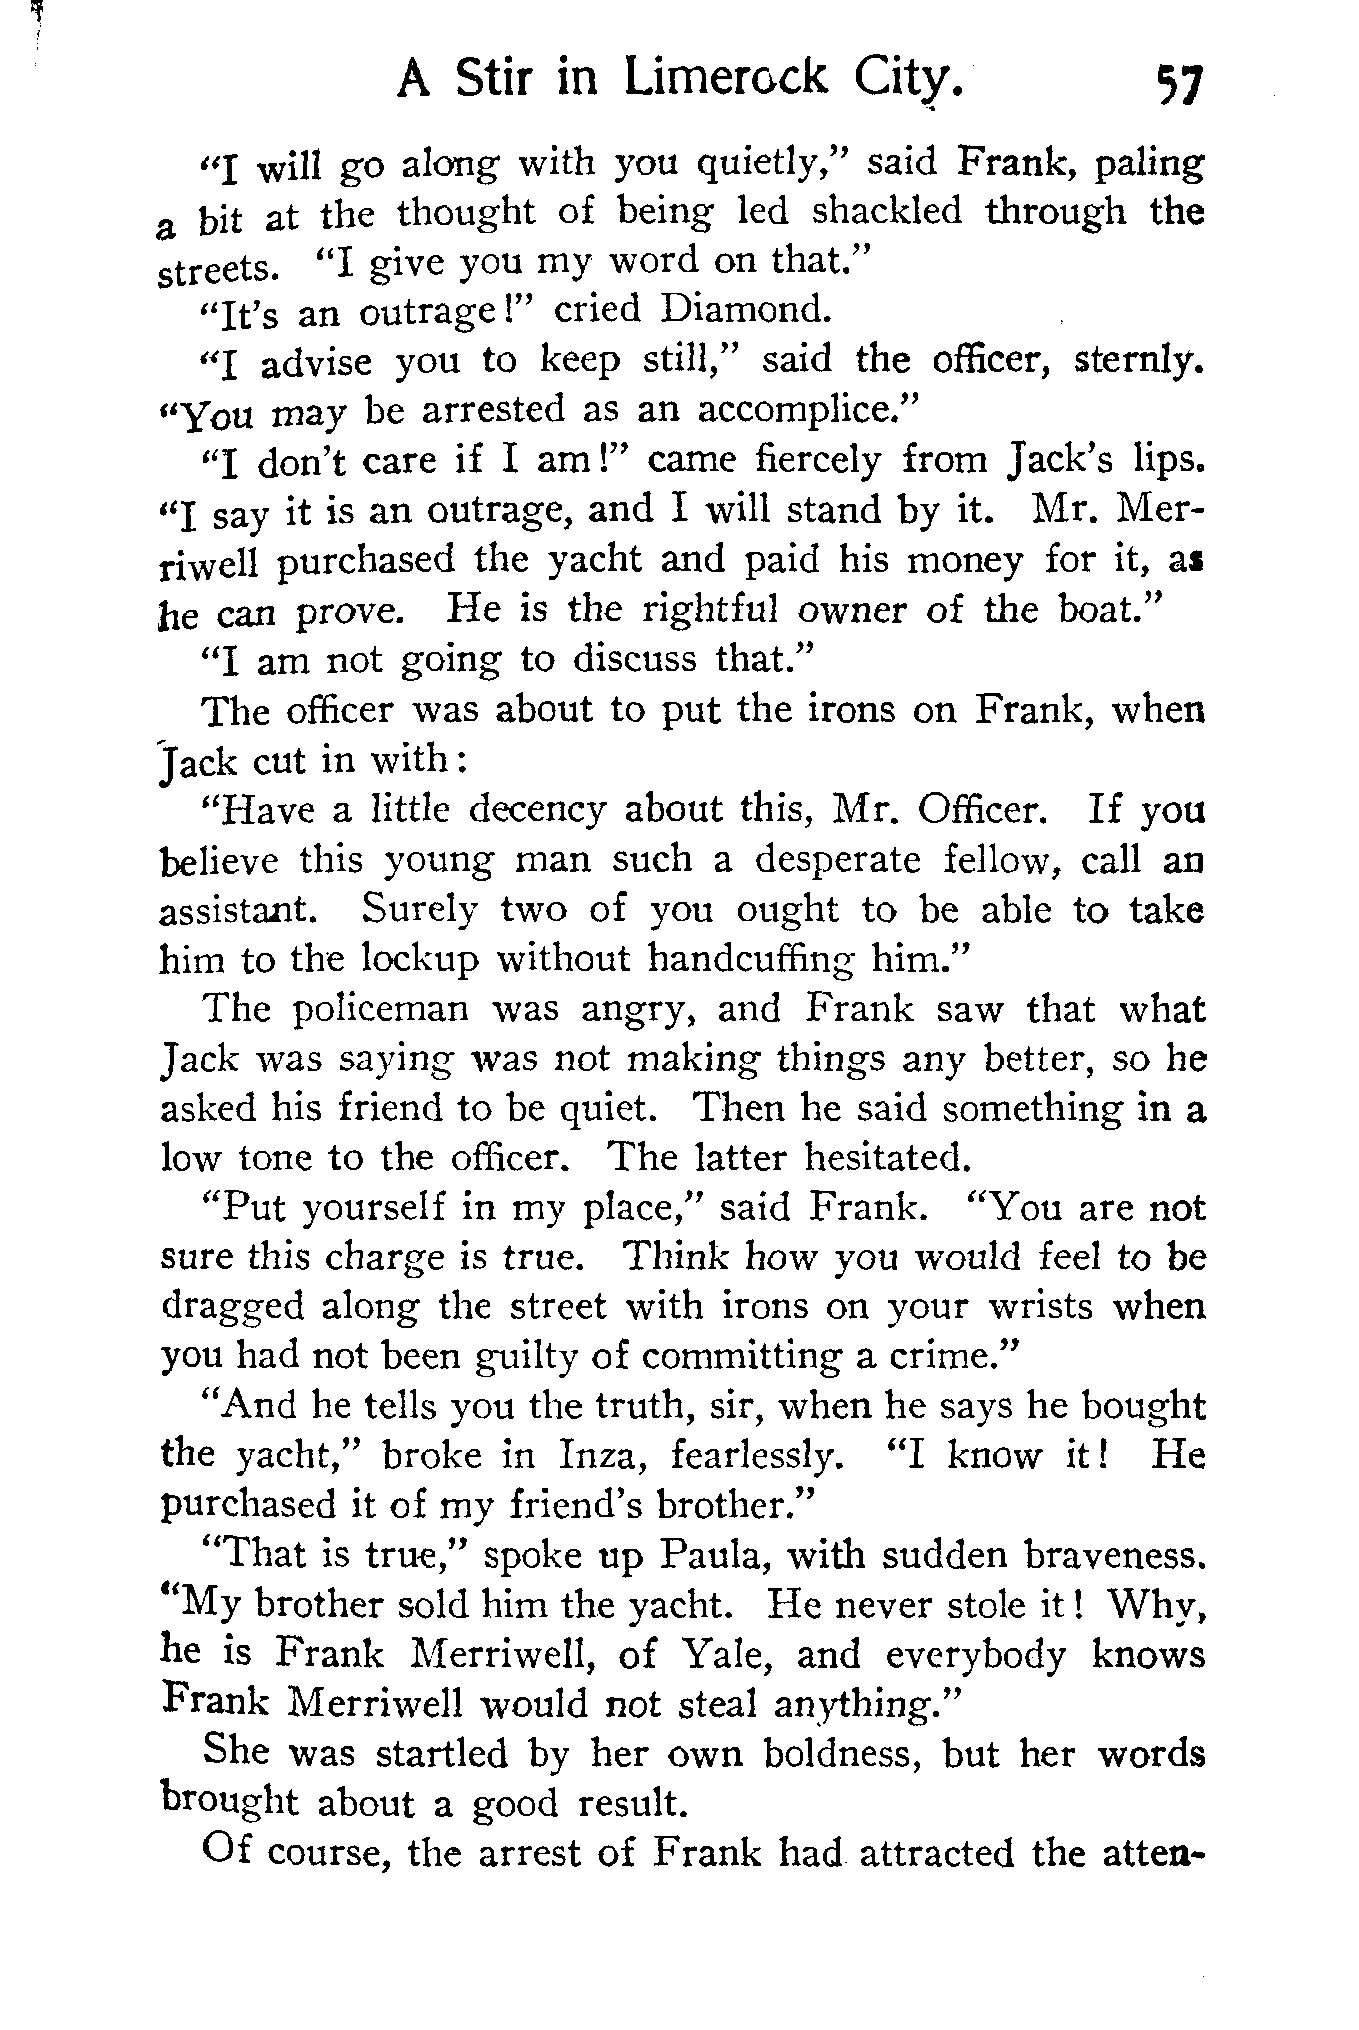 A Stir in Limerock City. 57
"I will go along with you quietly," said Frank, paling
a bit at the thought of being led shackled through the
streets. "I give you my word on that."
"It's an outrage!" cried Diamond.
"I advise you to keep still," said the officer, sternly.
"You may be arrested as an accomplice."
"I don't care if I am!" came fiercely from Jack's lips.
"I say it is an outrage, and I will stand by it. Mr. Mer-
riwell purchased the yacht and paid his money for it, as
he can prove. He is the rightful owner of the boat."
"I am not going to discuss that."
The officer was about to put the irons on Frank, when
Jack cut in with:
"Have a little decency about this, Mr. Officer. If you
believe this young man such a desperate fellow, call an
assistant. Surely two of you ought to be able to take
him to the lockup without handcuffing him."
The policeman was angry, and Frank saw that what
Jack was saying was not making things any better, so he
asked his friend to be quiet. Then he said something in a
low tone to the officer. The latter hesitated.
"Put yourself in my place," said Frank. "You are not
sure this charge is true. Think how you would feel to be
dragged along the street with irons on your wrists when
you had not been guilty of committing a crime."
"And he tells you the truth, sir, when he says he bought
the yacht," broke in Inza, fearlessly. "I know it! He
purchased it of my friend's brother."
"That is true," spoke up Paula, with sudden braveness.
"My brother sold him the yacht. He never stole it! Why,
he is Frank Merriwell, of Yale, and everybody knows
Frank Merriwell would not steal anything."
She was startled by her own boldness, but her words
brought about a good result.
Of course, the arrest of Frank had attracted the atten-